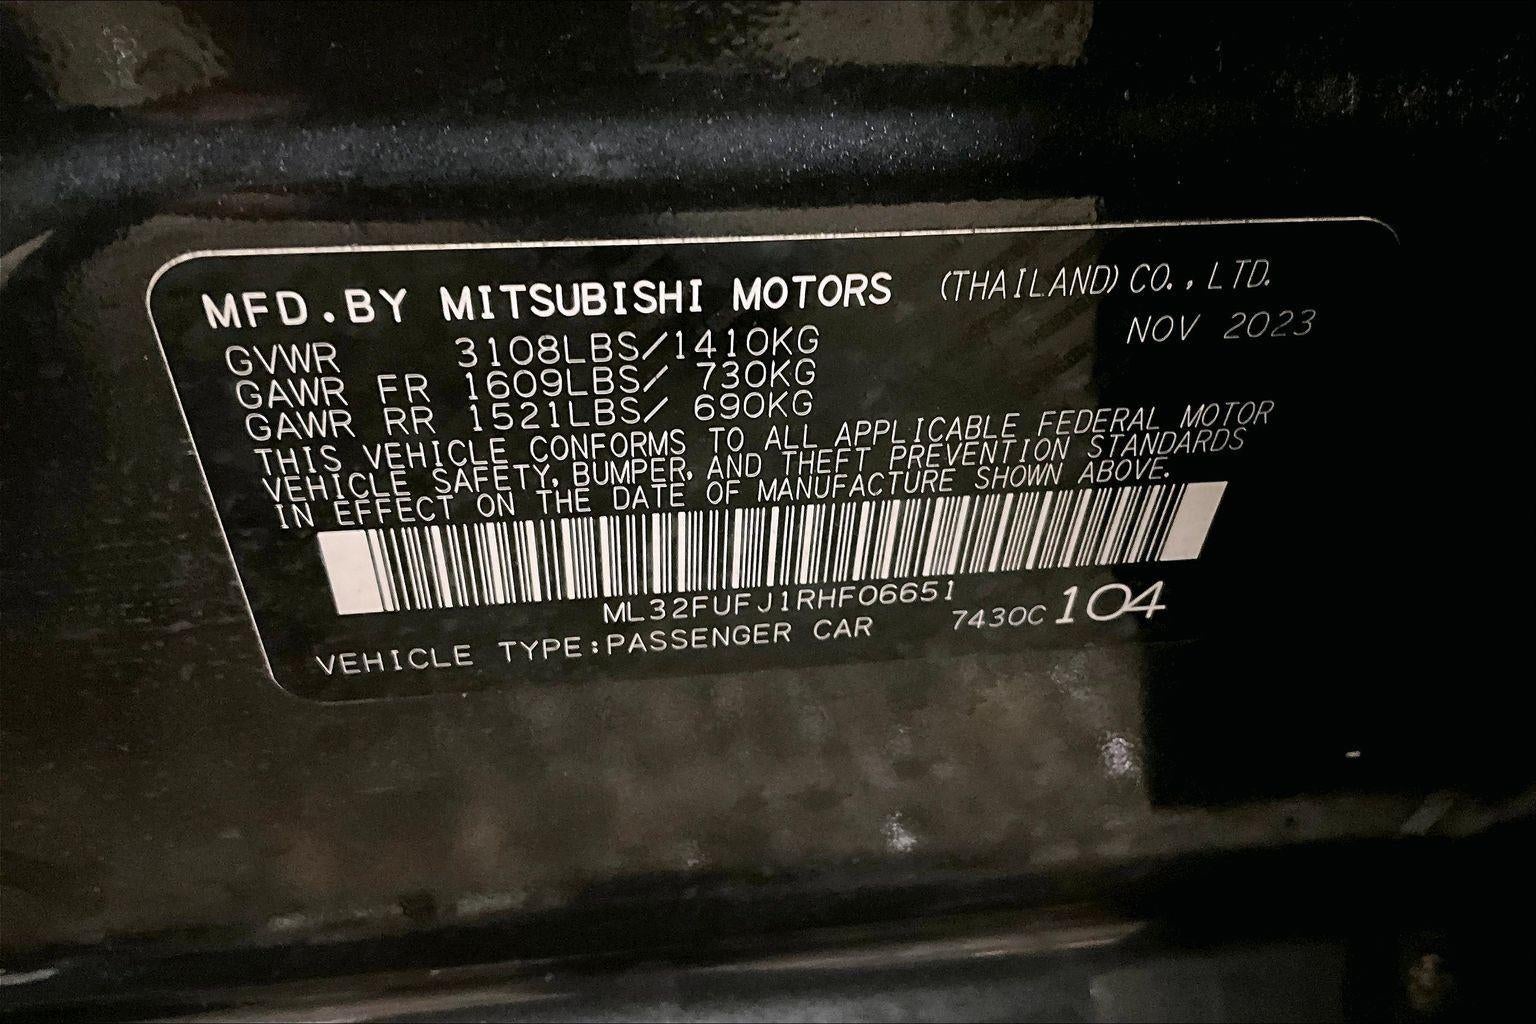 MFD.BY MITSUBISHI MOTORS (THAILAND) CO.,LTD.
NOV 2023
GVWR 3108LBS/1410KG
GAWR FR 1609LBS/ 730KG
GAWR RR 1521LBS/ 690KG
THIS VEHICLE CONFORMS TO ALL APPLICABLE FEDERAL MOTOR
VEHICLE SAFETY, BUMPER, AND THEFT PREVENTION STANDARDS
IN EFFECT ON THE DATE OF MANUFACTURE SHOWN ABOVE.
ML32FUFJ1RHF06651
7430C 104
VEHICLE TYPE:PASSENGER CAR